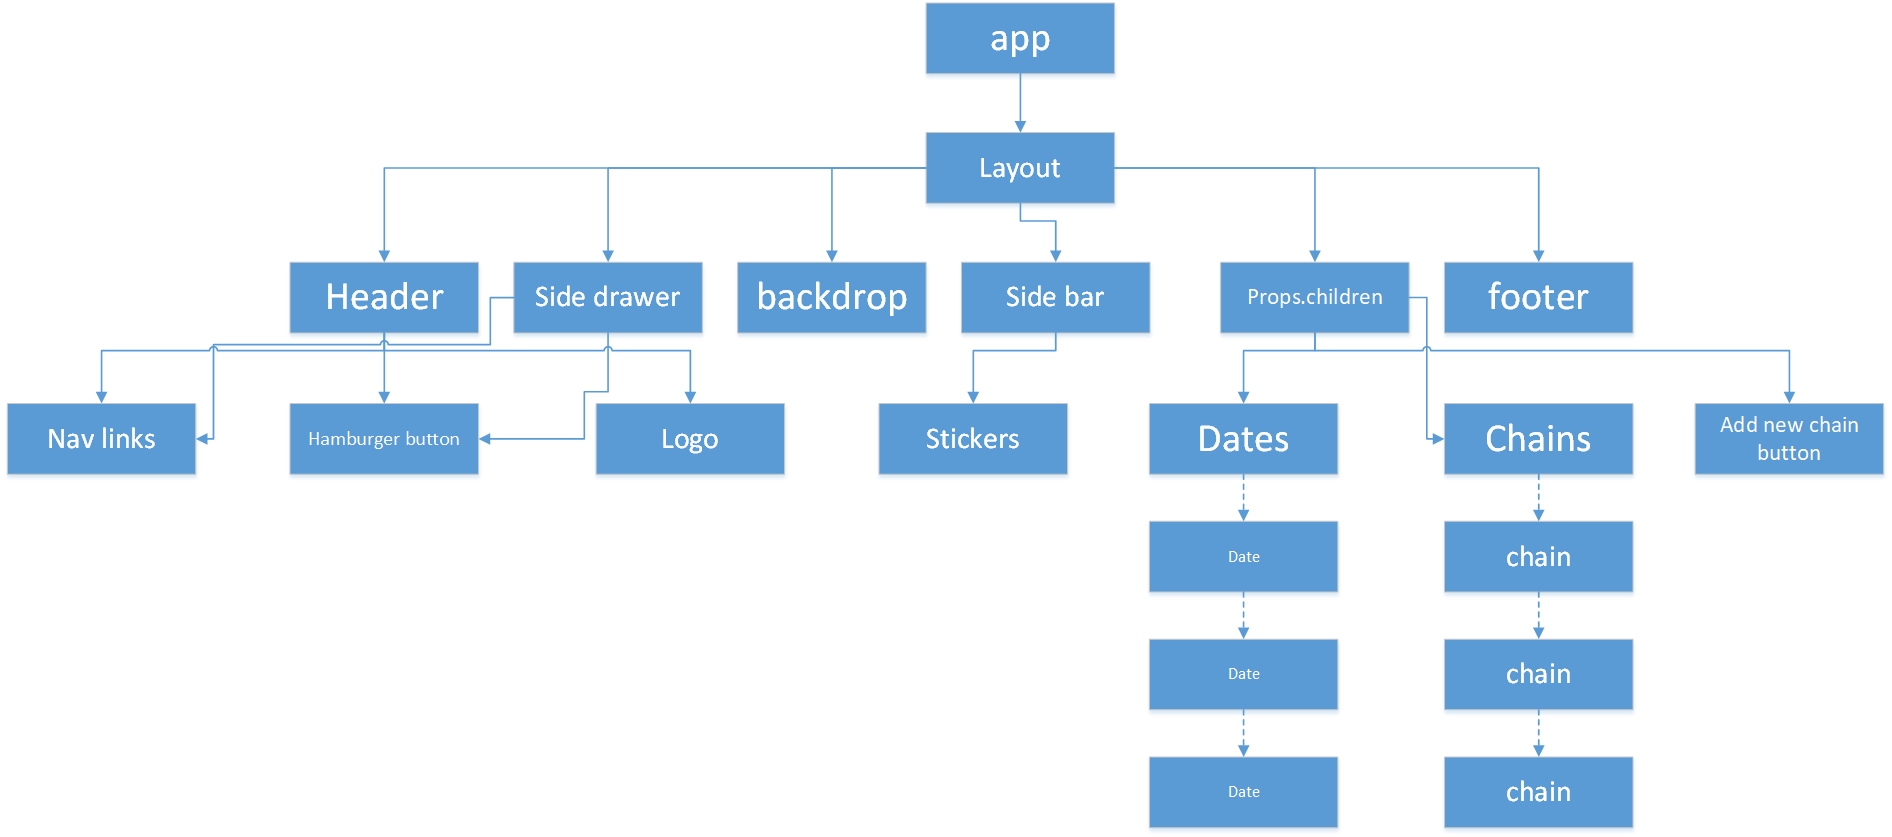 app
Layout
Header
Side drawer
backdrop
Side bar
Props.children
footer
Nav links
Hamburger button
Logo
Stickers
Dates
Chains
Add new chain
button
Date
chain
Date
chain
Date
chain